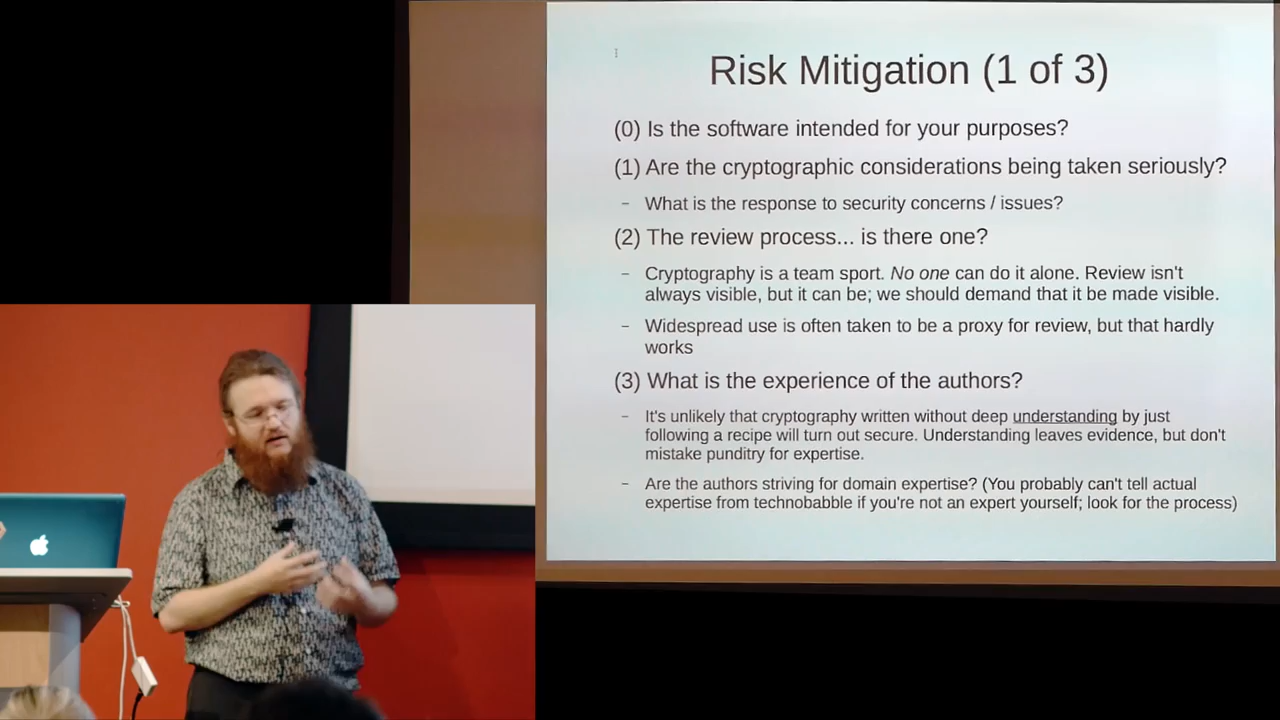 Risk Mitigation (1 of 3)
(0) Is the software intended for your purposes?
(1) Are the cryptographic considerations being taken seriously?
– What is the response to security concerns / issues?
(2) The review process... is there one?
– Cryptography is a team sport. No one can do it alone. Review isn't
always visible, but it can be; we should demand that it be made visible.
– Widespread use is often taken to be a proxy for review, but that hardly
works
(3) What is the experience of the authors?
– It's unlikely that cryptography written without deep understanding by just
following a recipe will turn out secure. Understanding leaves evidence, but don't
mistake punditry for expertise.
– Are the authors striving for domain expertise? (You probably can't tell actual
expertise from technobabble if you're not an expert yourself; look for the process)